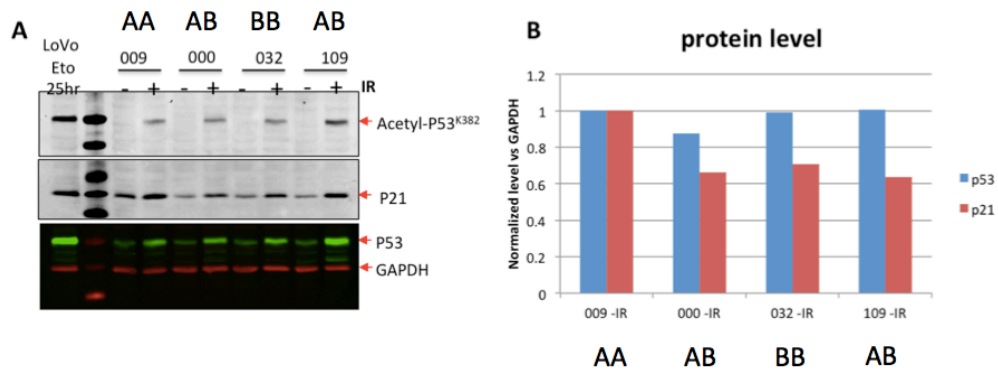 A
AA AB BB AB
LoVo
Eto
25hr
009 000 032 109
- + - + - + - + IR
Acetyl-P53K382
P21
P53
GAPDH
B
protein level
Normalized level vs GAPDH
1.2
1
0.8
0.6
0.4
0.2
0
009 -IR 000 -IR 032 -IR 109 -IR
AA AB BB AB
p53
p21